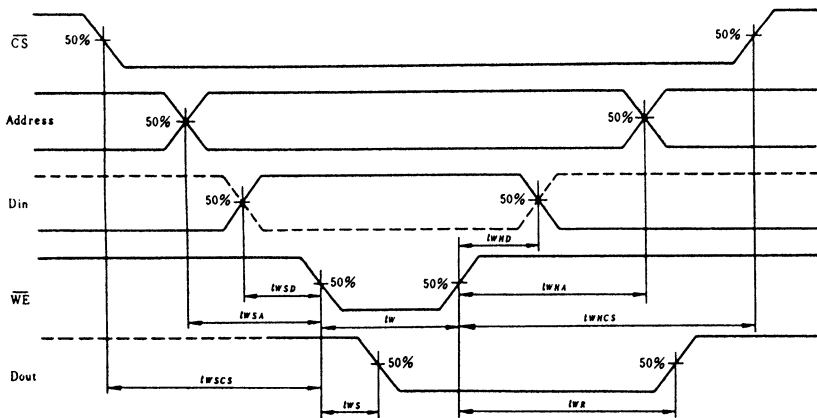 CS
50%
50%
Address
50%
50%
Din
50%
50%
tWHD
WE
50%
50%
tWSD
tWHA
tWSA
tW
tWHCS
Dout
50%
50%
tWSCS
tWS
tWR